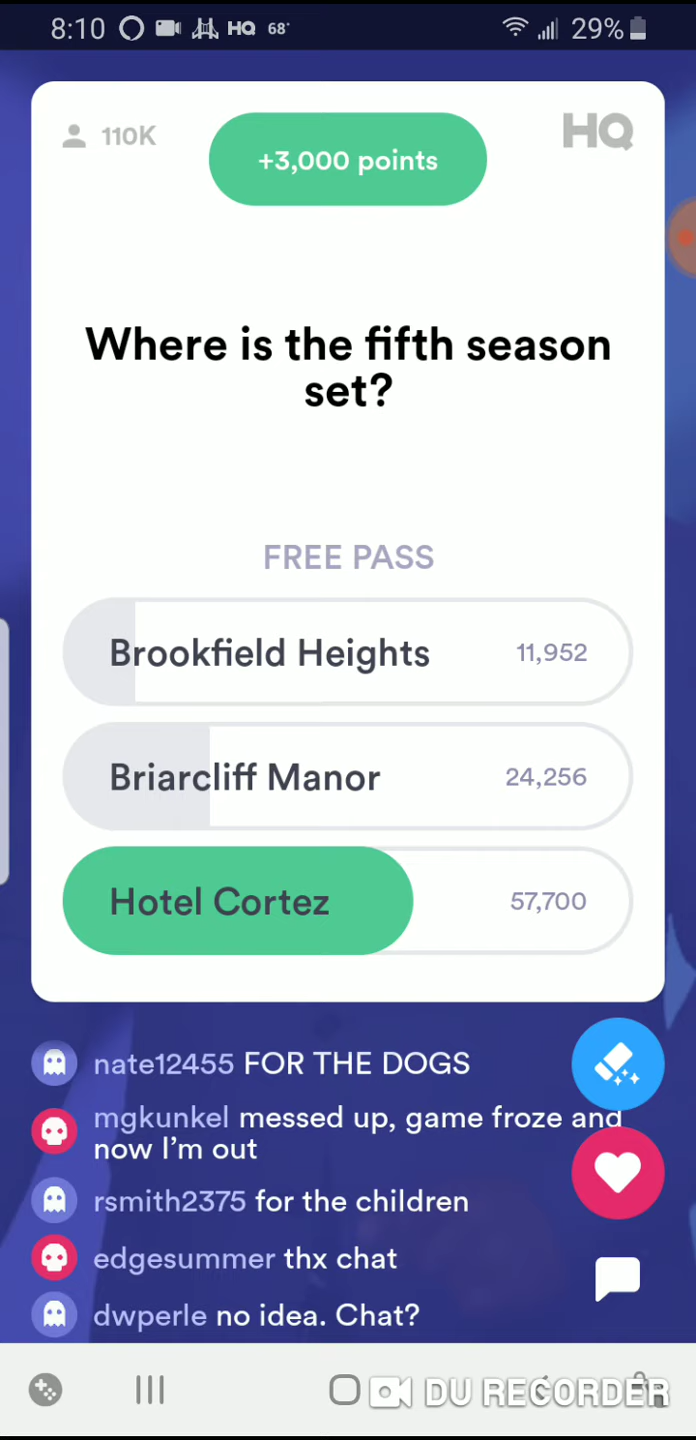 8:10 HQ 68° 29%
110K +3,000 points HQ
Where is the fifth season
set?
FREE PASS
Brookfield Heights 11,952
Briarcliff Manor 24,256
Hotel Cortez 57,700
nate12455 FOR THE DOGS
mgkunkel messed up, game froze and
now I'm out
rsmith2375 for the children
edgesummer thx chat
dwperle no idea. Chat?
DU RECORDER